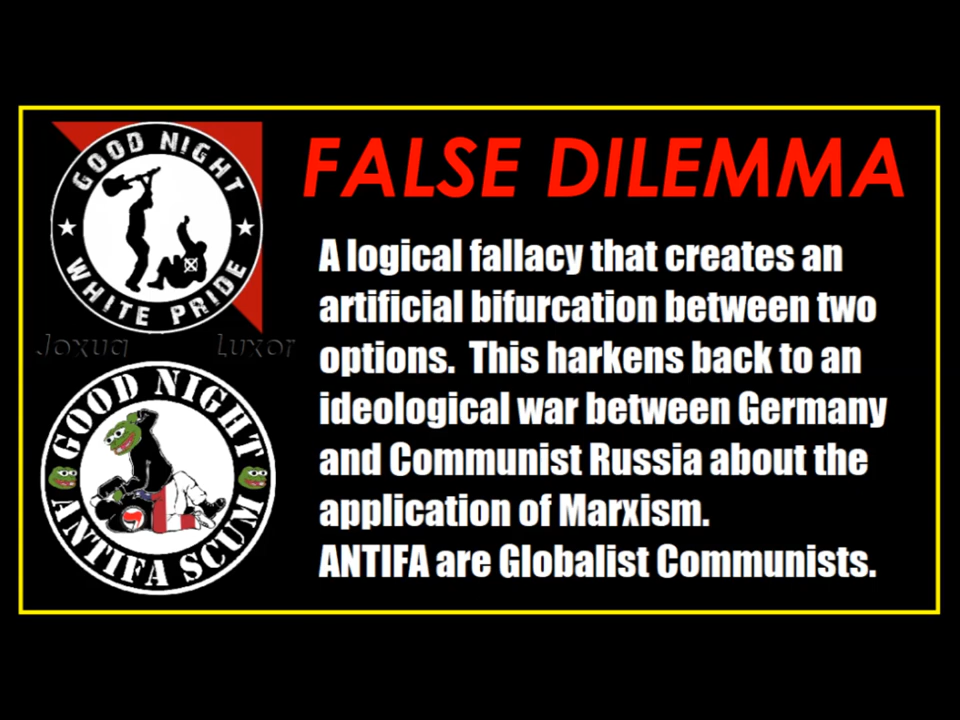 GOOD NIGHT
WHITE PRIDE
Joxua Luxor
GOOD NIGHT
ANTIFA SCUM
FALSE DILEMMA
A logical fallacy that creates an
artificial bifurcation between two
options. This harkens back to an
ideological war between Germany
and Communist Russia about the
application of Marxism.
ANTIFA are Globalist Communists.